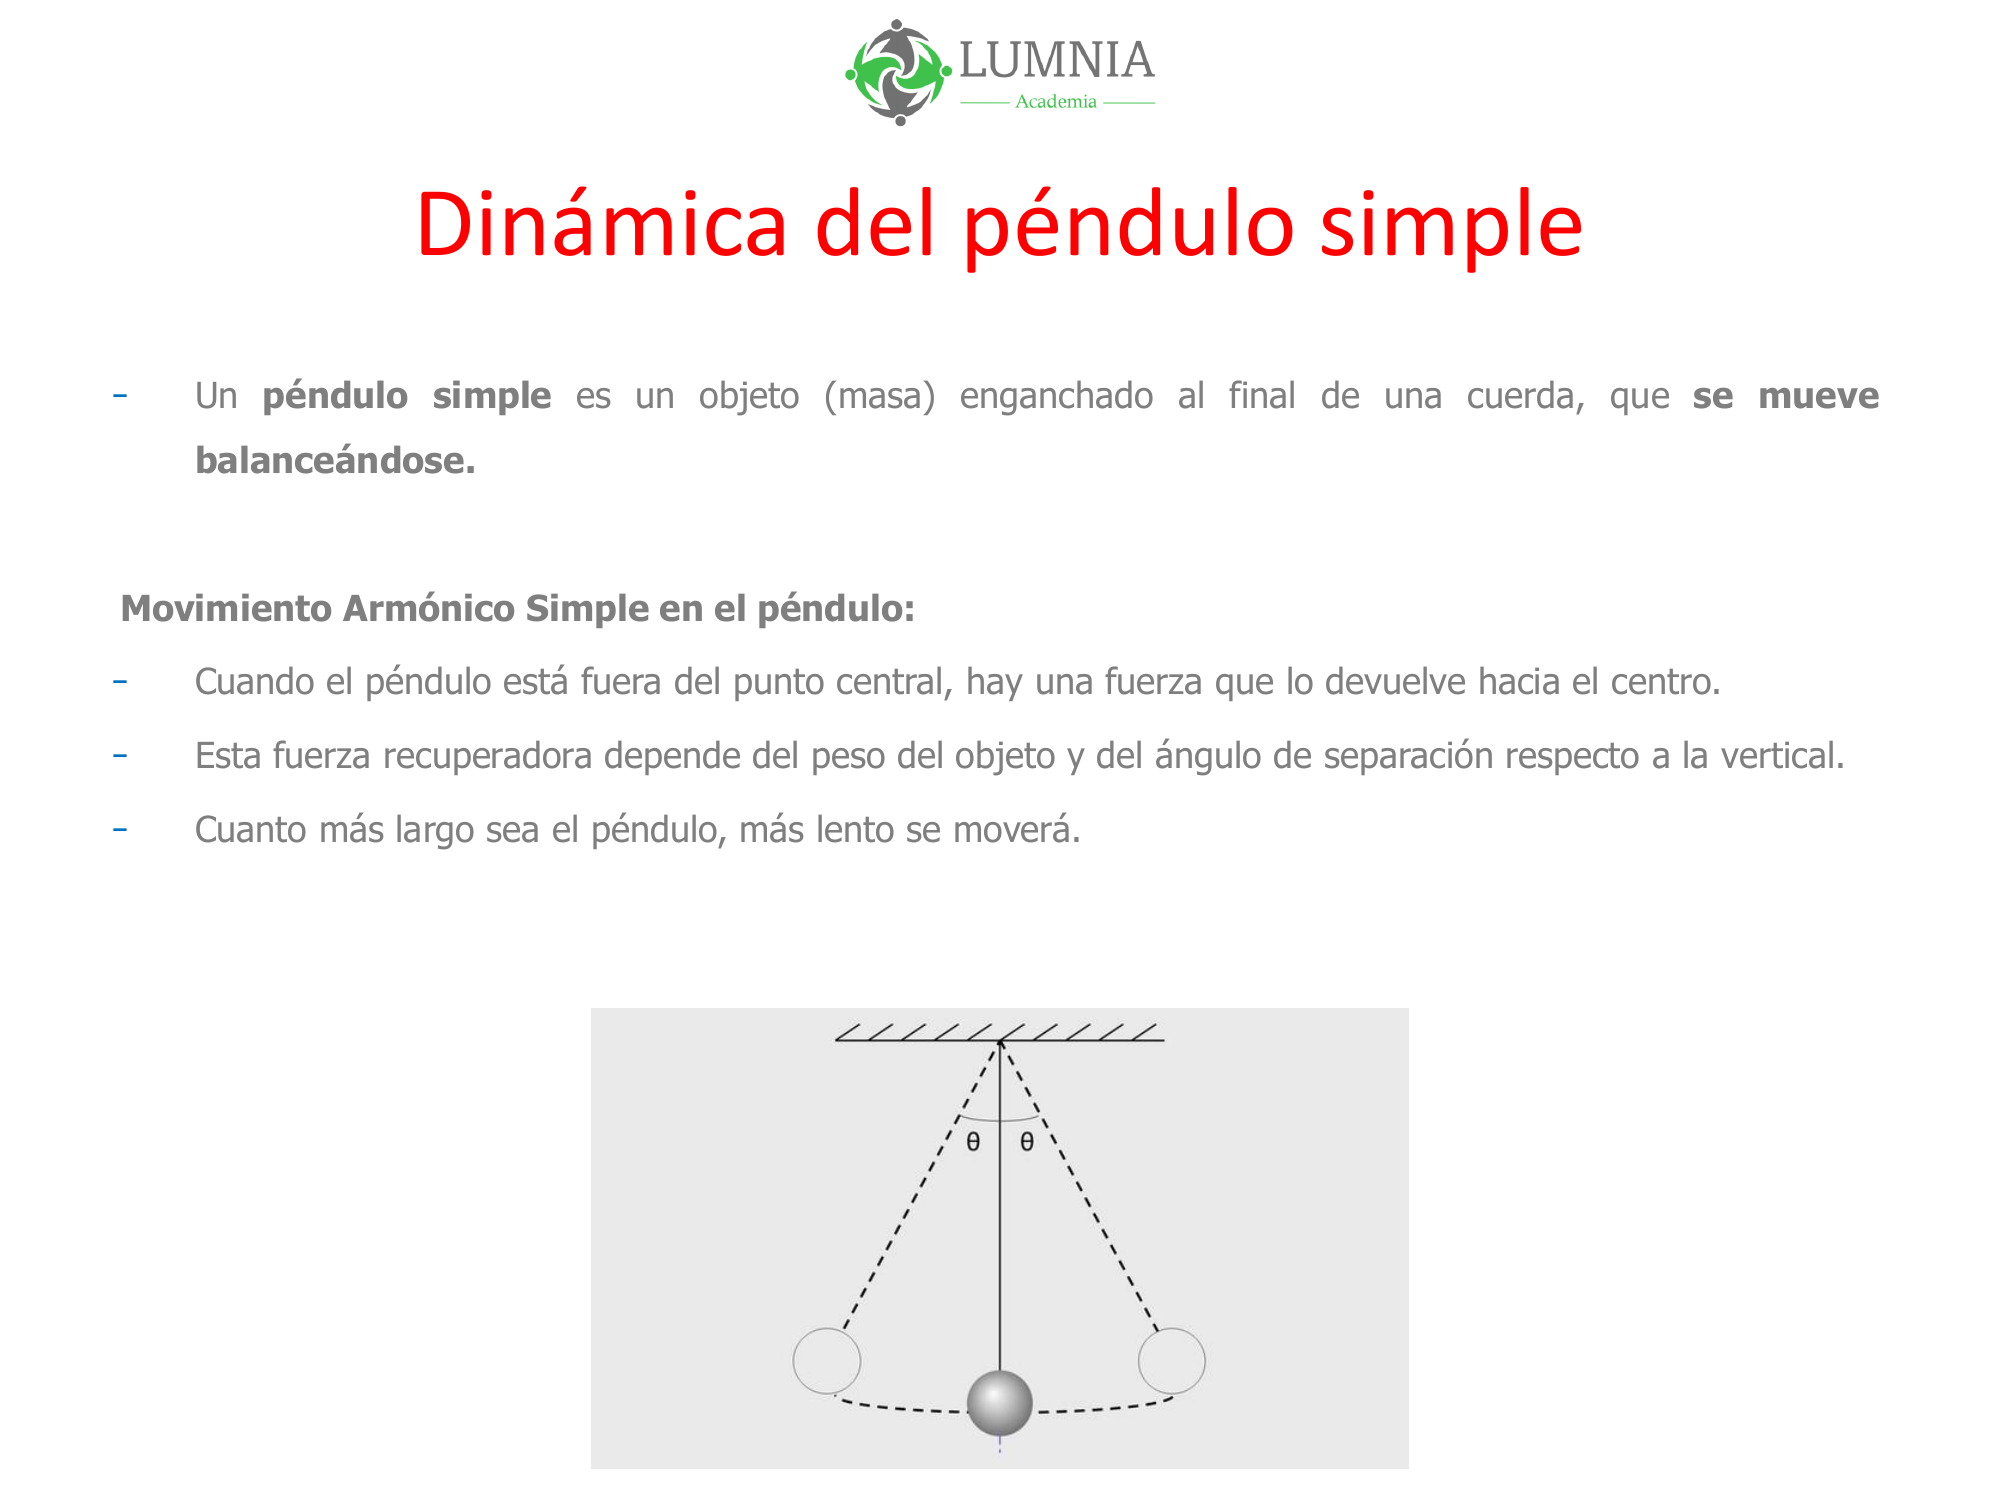 LUMNIA
Academia
Dinámica del péndulo simple
- Un péndulo simple es un objeto (masa) enganchado al final de una cuerda, que se mueve
balanceándose.
Movimiento Armónico Simple en el péndulo:
- Cuando el péndulo está fuera del punto central, hay una fuerza que lo devuelve hacia el centro.
- Esta fuerza recuperadora depende del peso del objeto y del ángulo de separación respecto a la vertical.
- Cuanto más largo sea el péndulo, más lento se moverá.
θ θ